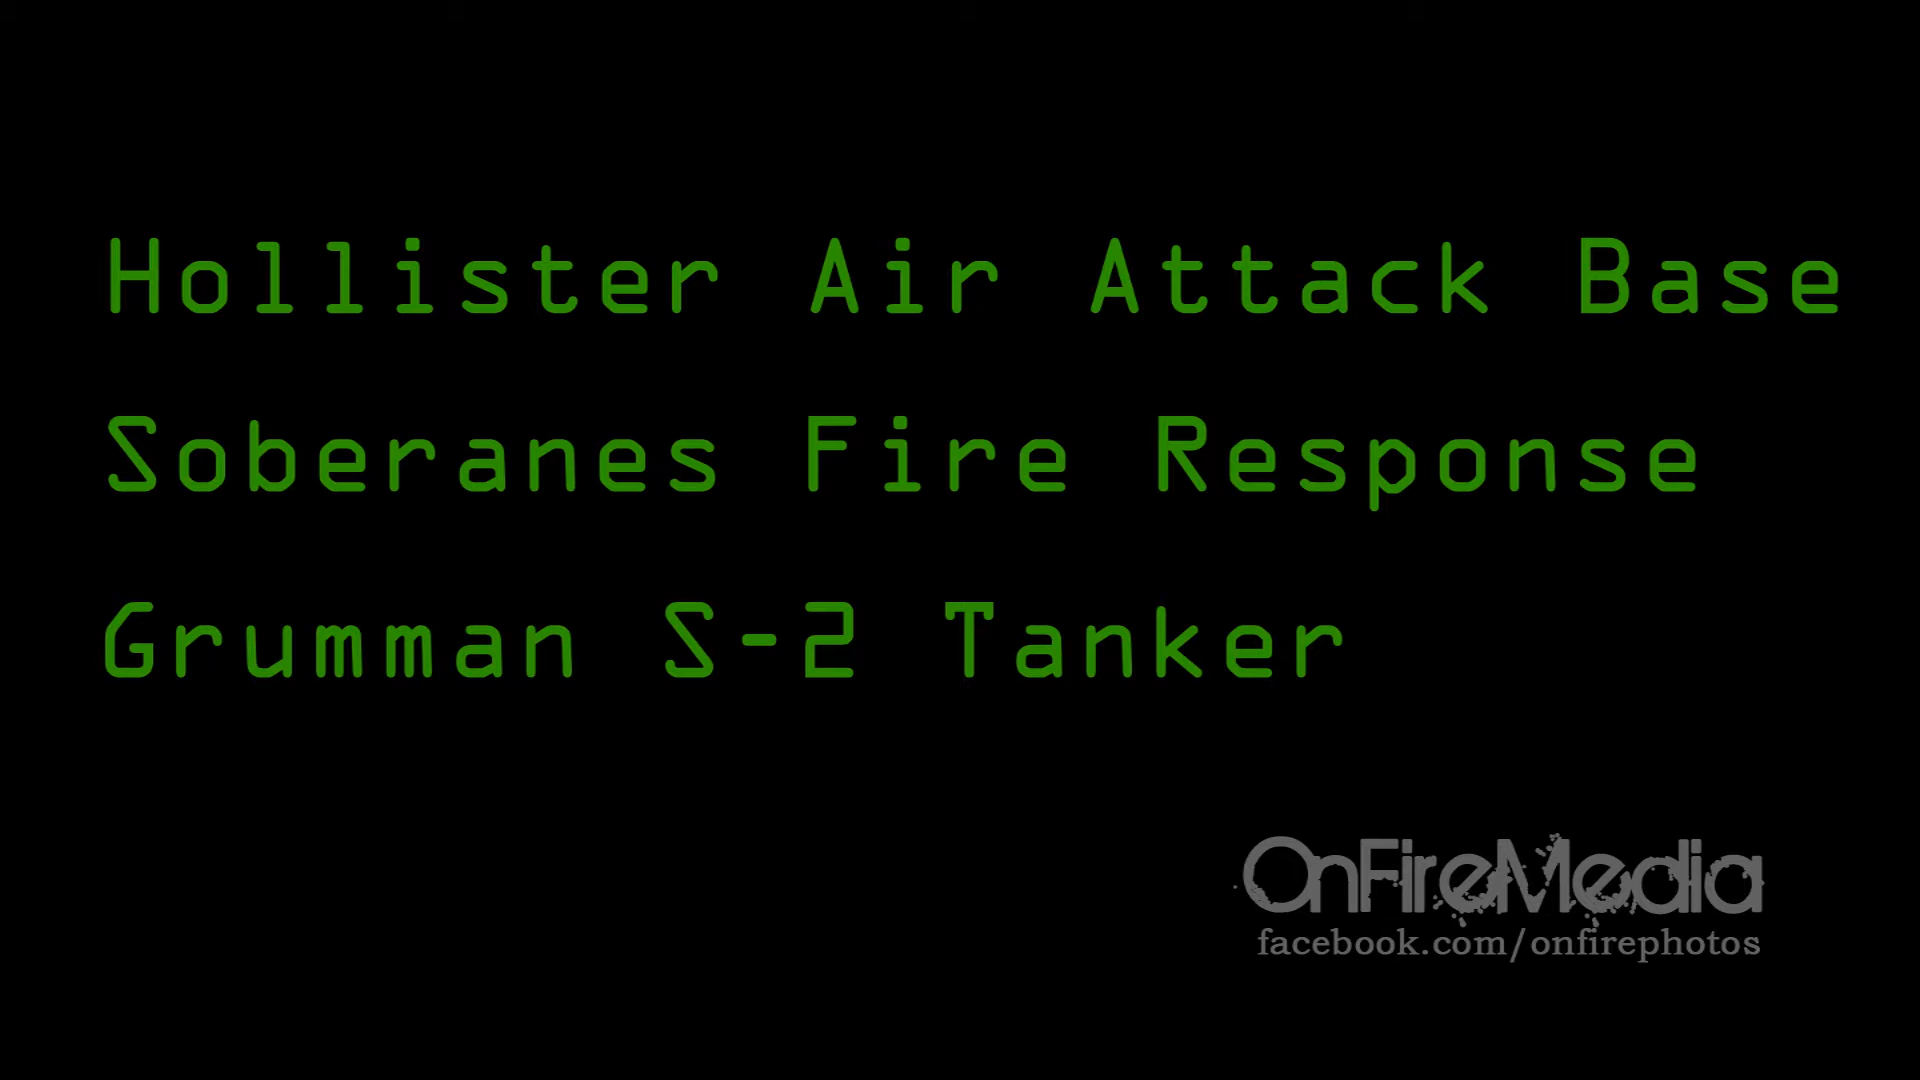 Hollister Air Attack Base
Soberanes Fire Response
Grumman S-2 Tanker
OnFireMedia
facebook.com/onfirephotos